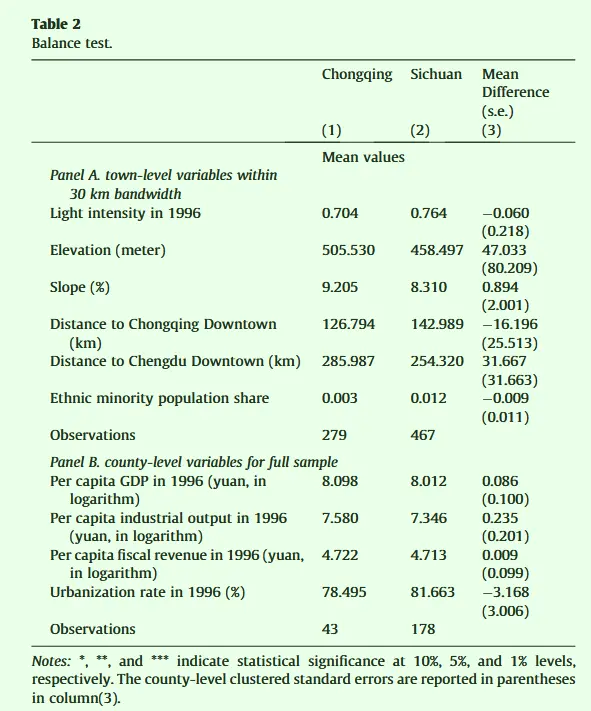 Table 2
Balance test.
Chongqing Sichuan Mean
Difference
(s.e.)
(1) (2) (3)
Mean values
Panel A. town-level variables within
30 km bandwidth
Light intensity in 1996 0.704 0.764 −0.060
(0.218)
Elevation (meter) 505.530 458.497 47.033
(80.209)
Slope (%) 9.205 8.310 0.894
(2.001)
Distance to Chongqing Downtown 126.794 142.989 −16.196
(km) (25.513)
Distance to Chengdu Downtown (km) 285.987 254.320 31.667
(31.663)
Ethnic minority population share 0.003 0.012 −0.009
(0.011)
Observations 279 467
Panel B. county-level variables for full sample
Per capita GDP in 1996 (yuan, in 8.098 8.012 0.086
logarithm) (0.100)
Per capita industrial output in 1996 7.580 7.346 0.235
(yuan, in logarithm) (0.201)
Per capita fiscal revenue in 1996 (yuan, 4.722 4.713 0.009
in logarithm) (0.099)
Urbanization rate in 1996 (%) 78.495 81.663 −3.168
(3.006)
Observations 43 178
Notes: *, **, and *** indicate statistical significance at 10%, 5%, and 1% levels,
respectively. The county-level clustered standard errors are reported in parentheses
in column(3).